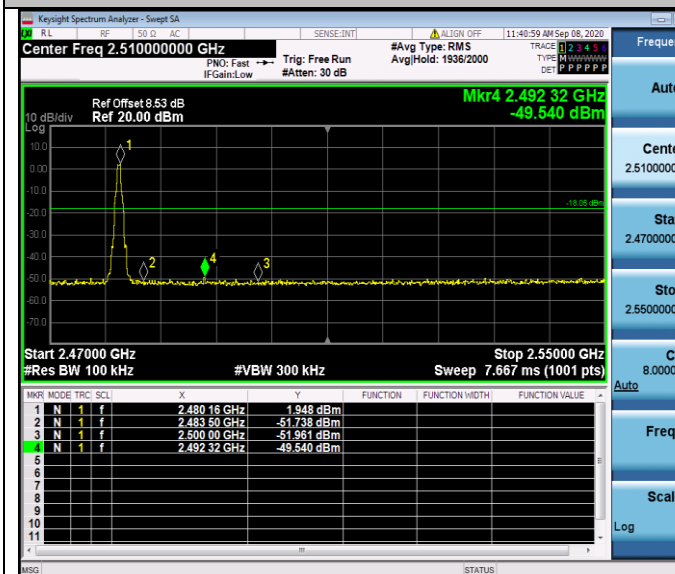 Keysight Spectrum Analyzer - Swept SA
LXI RL RF 50 Ω AC SENSE:INT ALIGN OFF 11:40:59 AM Sep 08, 2020
Center Freq 2.510000000 GHz
PNO: Fast
IFGain:Low
Trig: Free Run
#Atten: 30 dB
#Avg Type: RMS
Avg|Hold: 1936/2000
TRACE 1 2 3 4 5 6
TYPE M WWWWW
DET P P P P P P
Ref Offset 8.53 dB
10 dB/div Ref 20.00 dBm
Log
Mkr4 2.492 32 GHz
-49.540 dBm
10.0
0.00
-10.0
-20.0
-30.0
-40.0
-50.0
-60.0
-70.0
1
2
4
3
-18.05 dBm
Start 2.47000 GHz
#Res BW 100 kHz
#VBW 300 kHz
Stop 2.55000 GHz
Sweep 7.667 ms (1001 pts)
MKR MODE TRC SCL X Y FUNCTION FUNCTION WIDTH FUNCTION VALUE
1 N 1 f 2.480 16 GHz 1.948 dBm
2 N 1 f 2.483 50 GHz -51.738 dBm
3 N 1 f 2.500 00 GHz -51.961 dBm
4 N 1 f 2.492 32 GHz -49.540 dBm
5
6
7
8
9
10
11
MSG STATUS
Freque
Aut
Cente
2.5100000
Sta
2.4700000
Sto
2.5500000
C
8.0000
Auto
Freq
Scal
Log